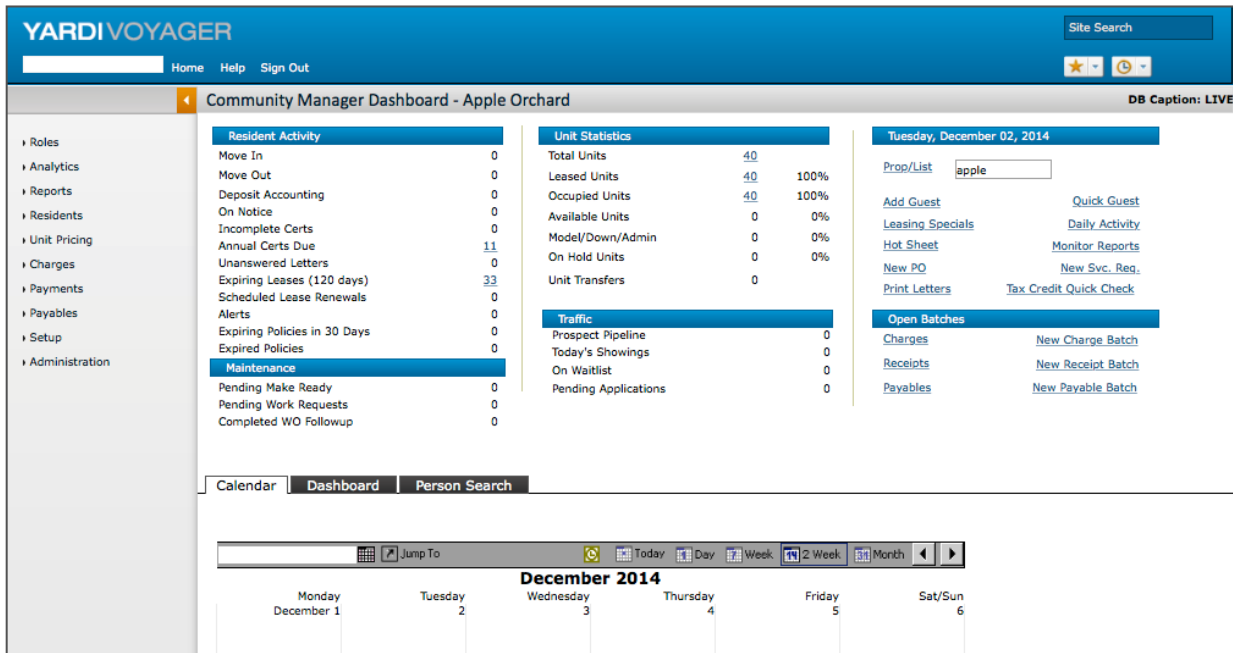 YARDI VOYAGER
Site Search
Home Help Sign Out
Community Manager Dashboard - Apple Orchard
DB Caption: LIVE
Roles
Analytics
Reports
Residents
Unit Pricing
Charges
Payments
Payables
Setup
Administration
Resident Activity
Move In 0
Move Out 0
Deposit Accounting 0
On Notice 0
Incomplete Certs 0
Annual Certs Due 11
Unanswered Letters 0
Expiring Leases (120 days) 33
Scheduled Lease Renewals 0
Alerts 0
Expiring Policies in 30 Days 0
Expired Policies 0
Maintenance
Pending Make Ready 0
Pending Work Requests 0
Completed WO Followup 0
Unit Statistics
Total Units 40
Leased Units 40 100%
Occupied Units 40 100%
Available Units 0 0%
Model/Down/Admin 0 0%
On Hold Units 0 0%
Unit Transfers 0
Traffic
Prospect Pipeline 0
Today's Showings 0
On Waitlist 0
Pending Applications 0
Tuesday, December 02, 2014
Prop/List apple
Add Guest Quick Guest
Leasing Specials Daily Activity
Hot Sheet Monitor Reports
New PO New Svc. Req.
Print Letters Tax Credit Quick Check
Open Batches
Charges New Charge Batch
Receipts New Receipt Batch
Payables New Payable Batch
Calendar Dashboard Person Search
Jump To Today 1 Day 7 Week 14 2 Week 31 Month
December 2014
Monday Tuesday Wednesday Thursday Friday Sat/Sun
December 1 2 3 4 5 6